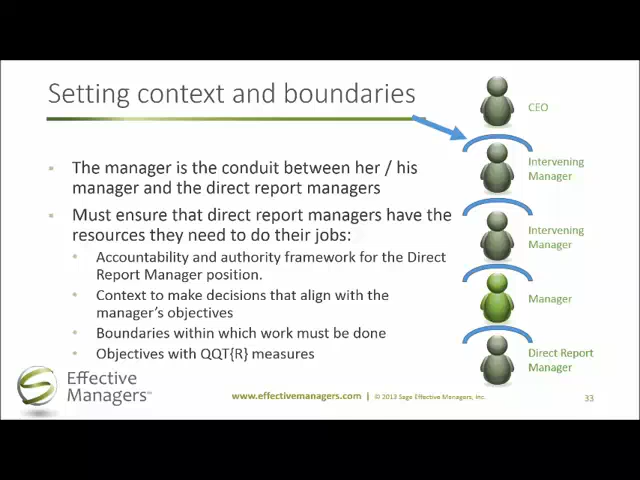 Setting context and boundaries
CEO
▪ The manager is the conduit between her / his
manager and the direct report managers
▪ Must ensure that direct report managers have the
resources they need to do their jobs:
• Accountability and authority framework for the Direct
Report Manager position.
• Context to make decisions that align with the
manager's objectives
• Boundaries within which work must be done
• Objectives with QQT{R} measures
Intervening
Manager
Intervening
Manager
Manager
Direct Report
Manager
Effective
Managers™
www.effectivemanagers.com | © 2013 Sage Effective Managers, Inc.
33